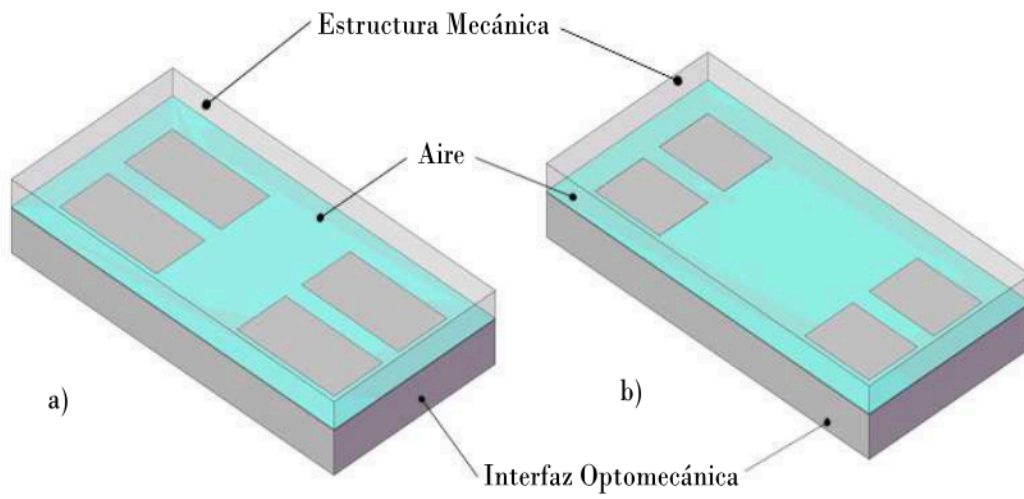 Estructura Mecánica
Aire
a)
b)
Interfaz Optomecánica